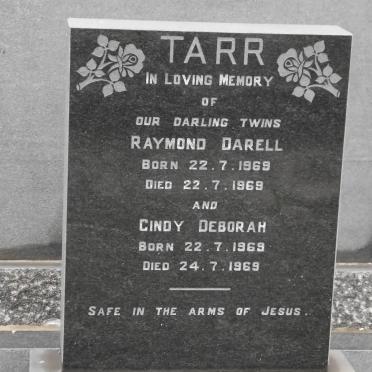 TARR
IN LOVING MEMORY
OF
OUR DARLING TWINS
RAYMOND DARELL
BORN 22.7.1969
DIED 22.7.1969
AND
CINDY DEBORAH
BORN 22.7.1969
DIED 24.7.1969
SAFE IN THE ARMS OF JESUS.